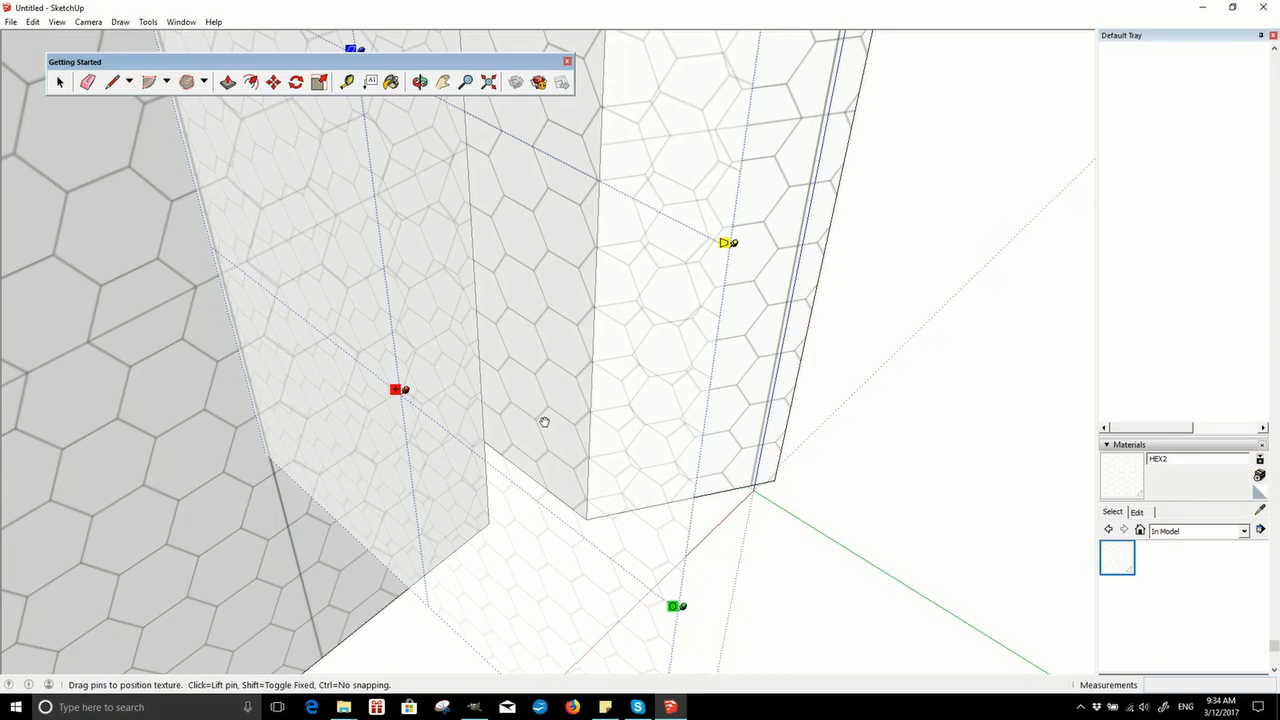 Untitled - SketchUp
File Edit View Camera Draw Tools Window Help
Default Tray
Getting Started
A1
Materials
HEX2
Select Edit
In Model
Drag pins to position texture. Click=Lift pin, Shift=Toggle Fixed, Ctrl=No snapping.
Measurements
Type here to search
ENG
9:34 AM
3/12/2017